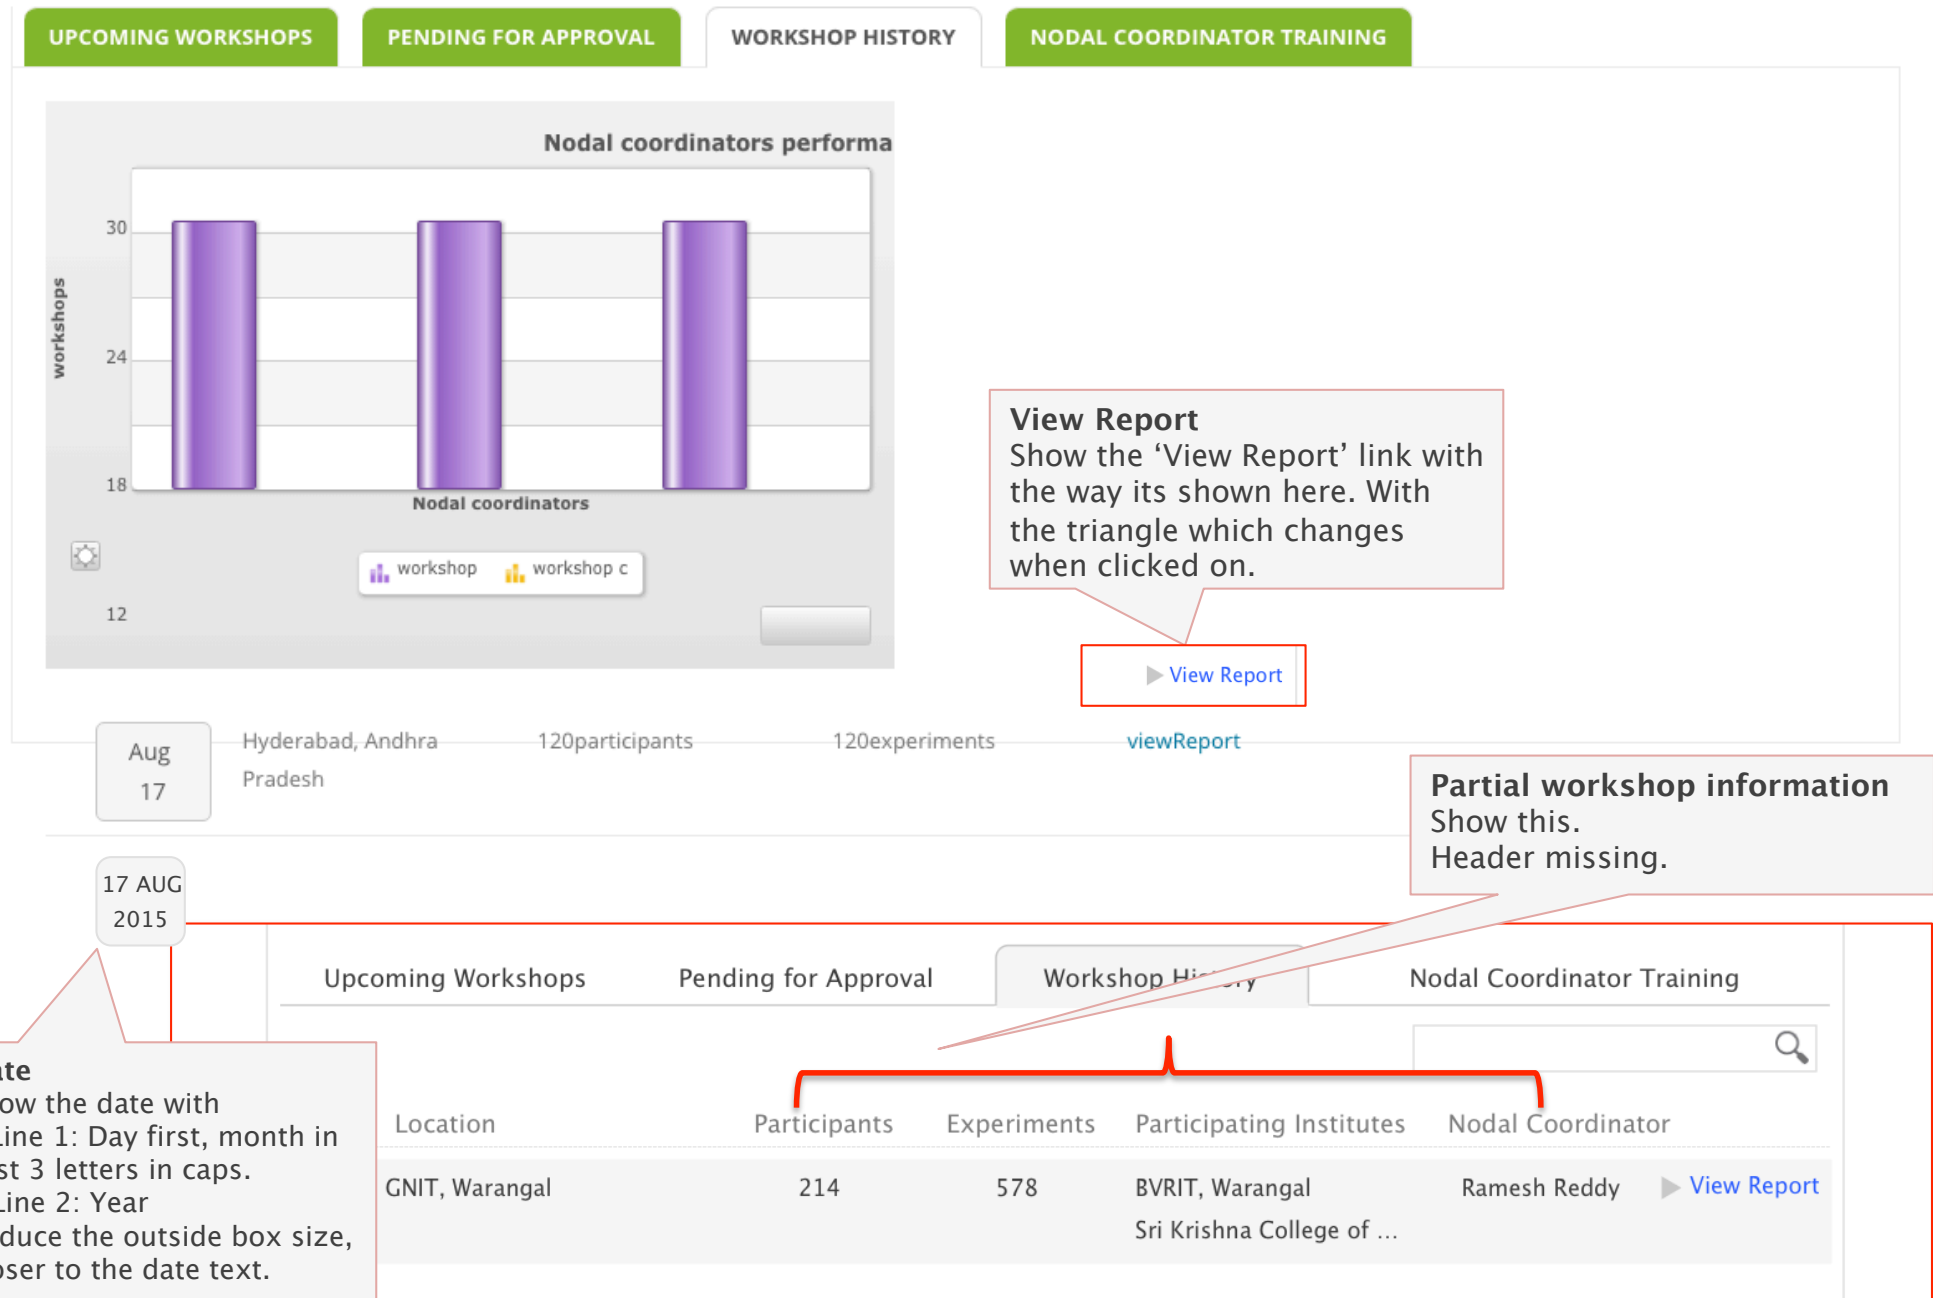 UPCOMING WORKSHOPS
PENDING FOR APPROVAL
WORKSHOP HISTORY
NODAL COORDINATOR TRAINING
Nodal coordinators performa
workshops
30
24
18
12
Nodal coordinators
workshop
workshop c
View Report
Show the ‘View Report’ link with
the way its shown here. With
the triangle which changes
when clicked on.
View Report
Aug
17
Hyderabad, Andhra
Pradesh
120participants
120experiments
viewReport
Partial workshop information
Show this.
Header missing.
17 AUG
2015
Upcoming Workshops
Pending for Approval
Workshop History
Nodal Coordinator Training
ate
ow the date with
Line 1: Day first, month in
st 3 letters in caps.
Line 2: Year
duce the outside box size,
oser to the date text.
Location
Participants
Experiments
Participating Institutes
Nodal Coordinator
GNIT, Warangal
214
578
BVRIT, Warangal
Sri Krishna College of ...
Ramesh Reddy
View Report